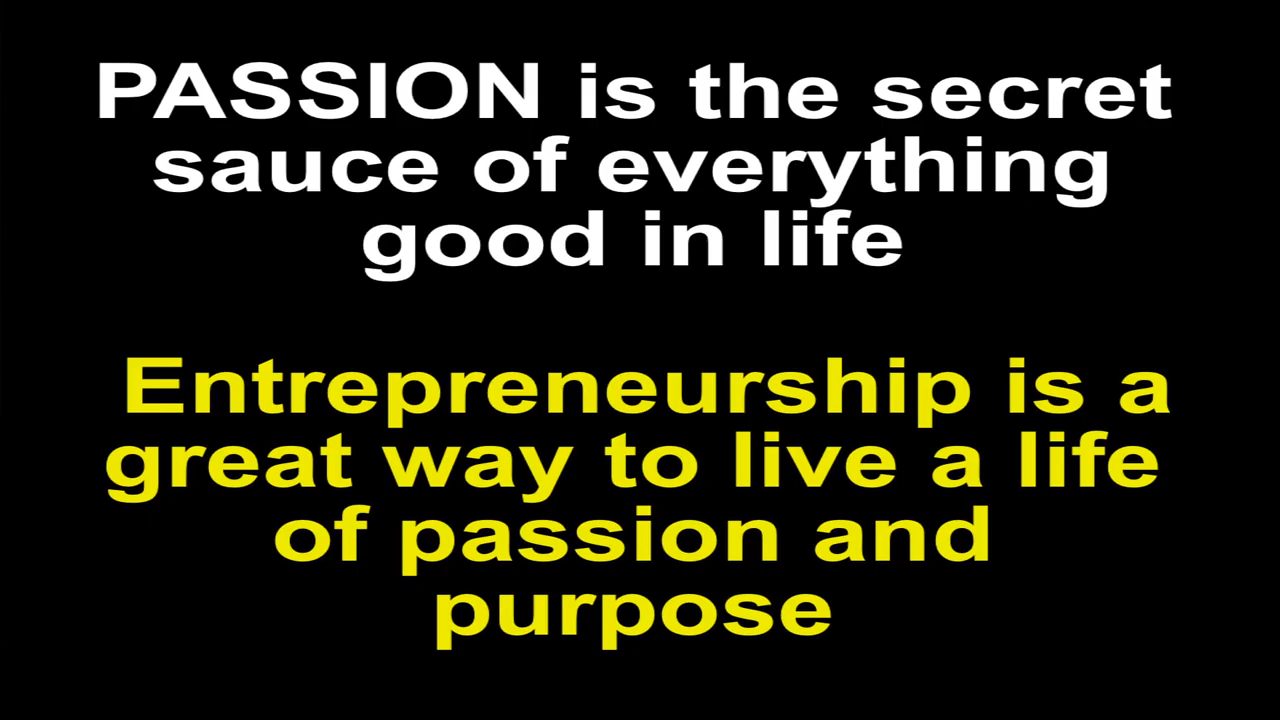 PASSION is the secret
sauce of everything
good in life
Entrepreneurship is a
great way to live a life
of passion and
purpose